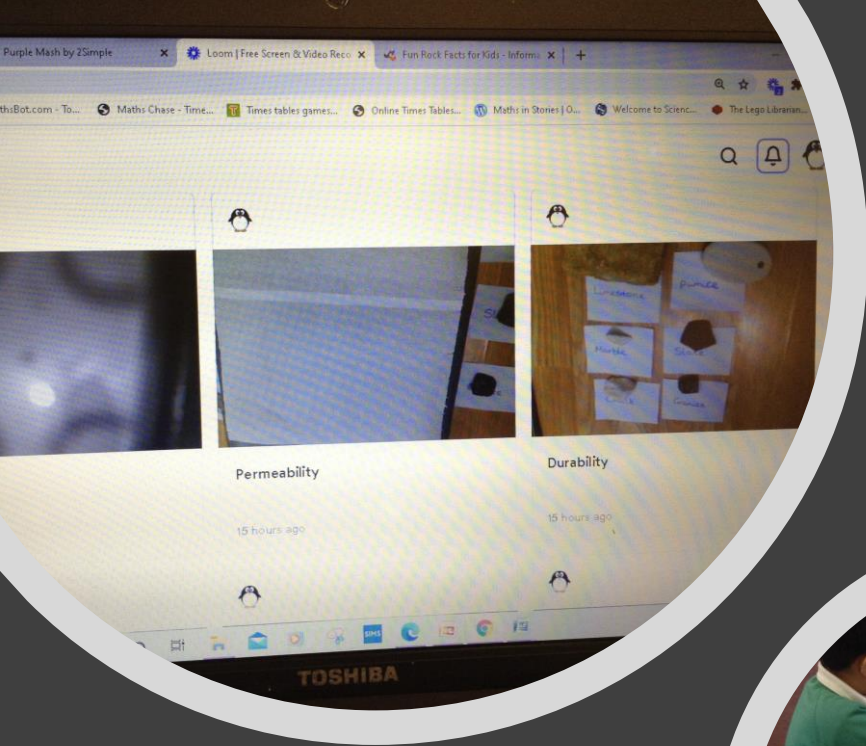 Purple Mash by 2Simple
Loom | Free Screen & Video Reco
Fun Rock Facts for Kids - Informa
thsBot.com - To...
Maths Chase - Time...
Times tables games...
Online Times Tables...
Maths in Stories | O...
Welcome to Scienc...
The Lego Librarian...
Limestone
Pumice
Marble
Slate
Chalk
Granite
Permeability
Durability
15 hours ago
15 hours ago
SIMS
TOSHIBA